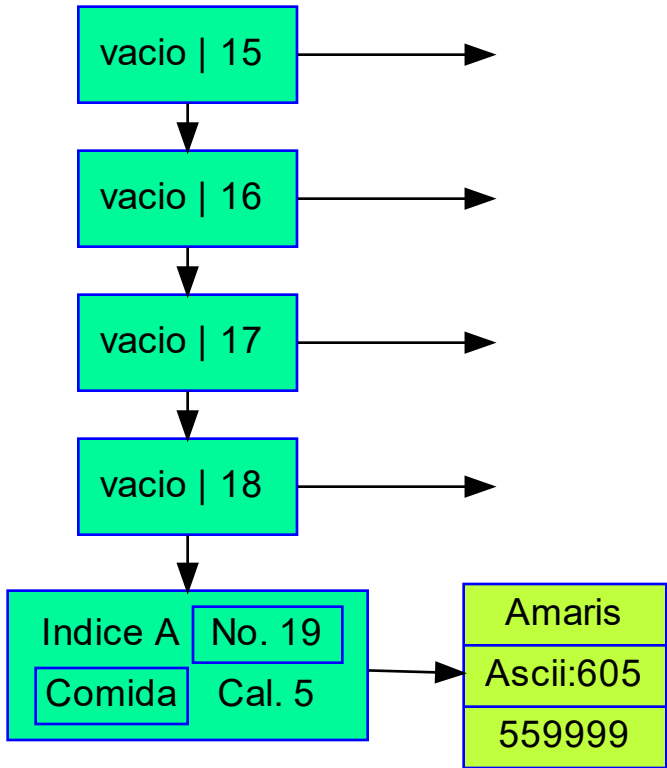 vacio | 15
vacio | 16
vacio | 17
vacio | 18
Indice A No. 19
Comida Cal. 5
Amaris
Ascii:605
559999